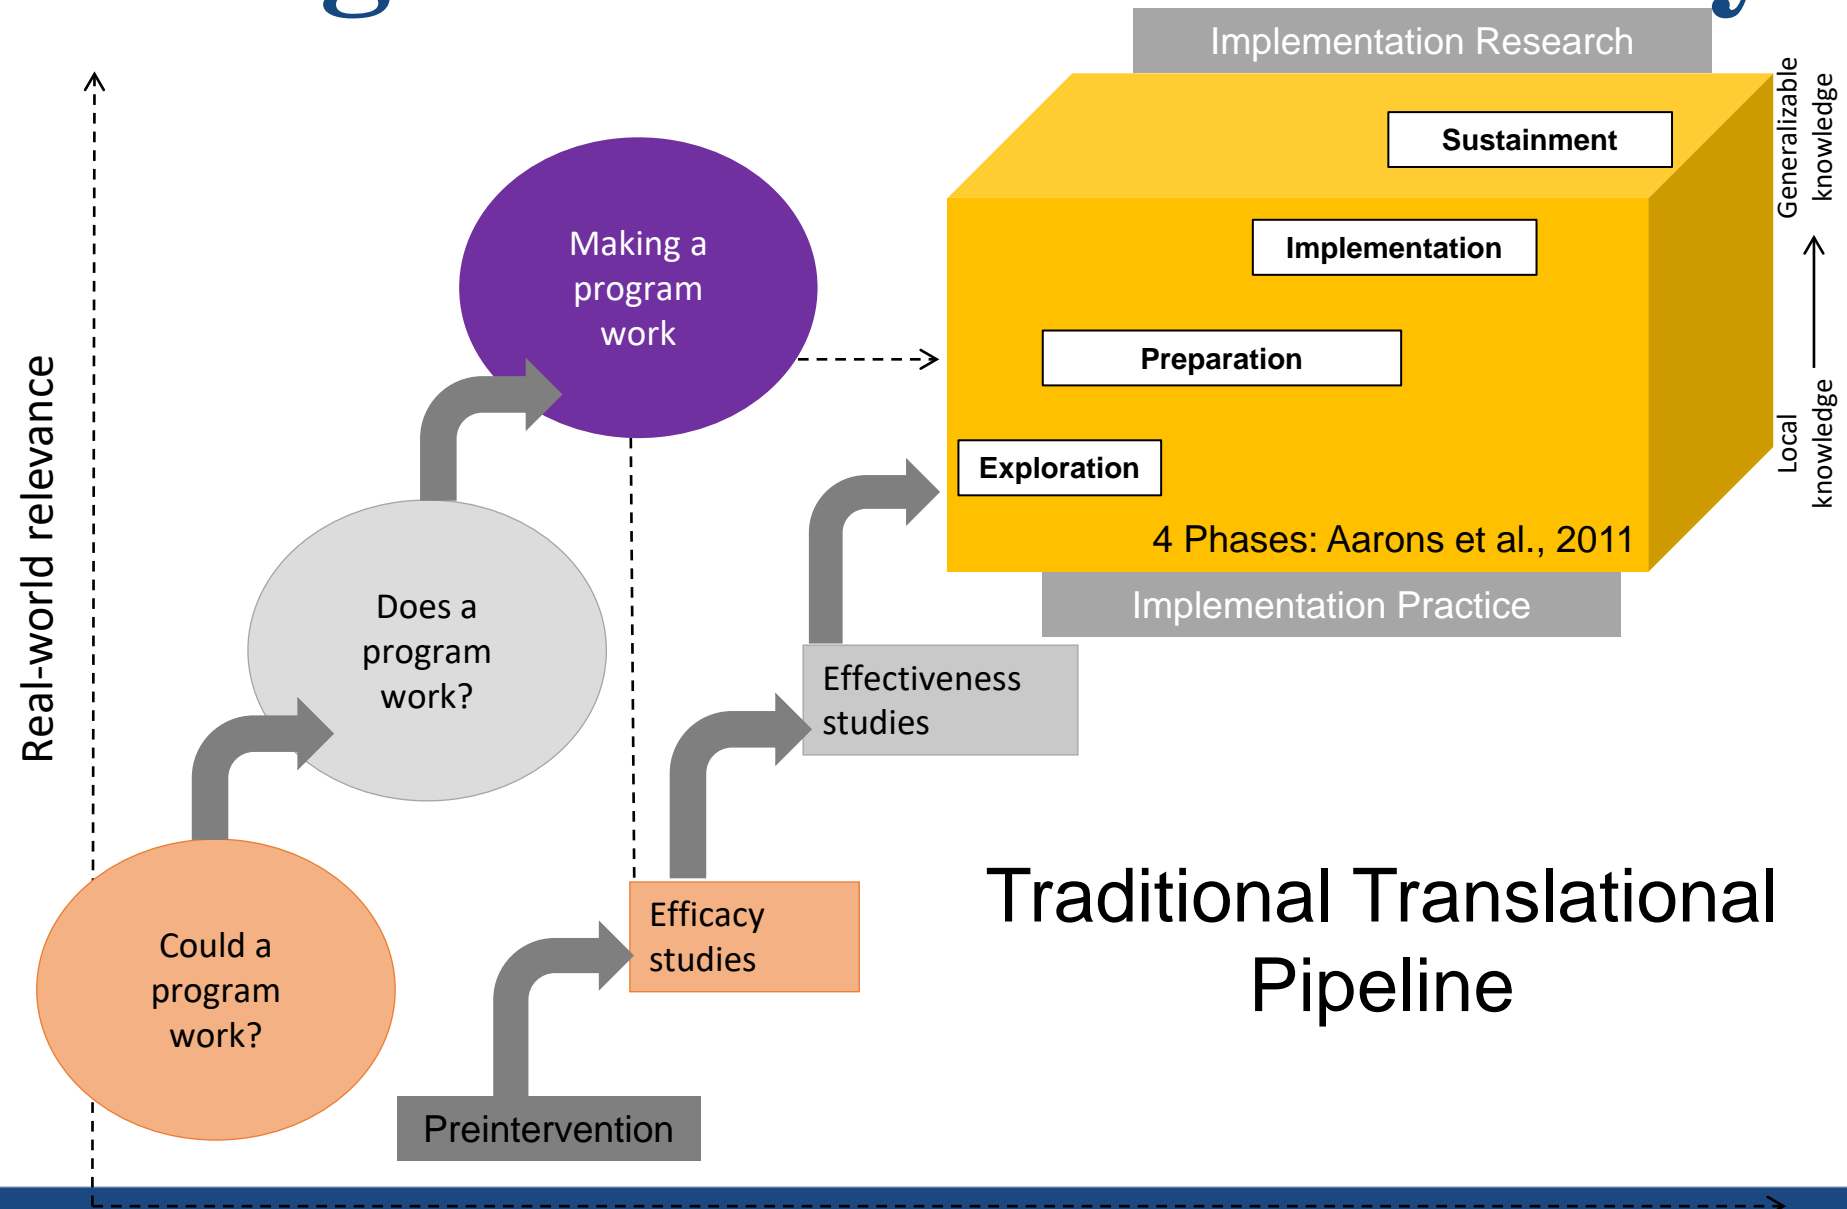 Implementation Research
Generalizable
knowledge
Sustainment
Making a
program
work
Implementation
Preparation
Real-world relevance
Local
knowledge
Exploration
4 Phases: Aarons et al., 2011
Implementation Practice
Does a
program
work?
Effectiveness
studies
Traditional Translational
Pipeline
Efficacy
studies
Could a
program
work?
Preintervention